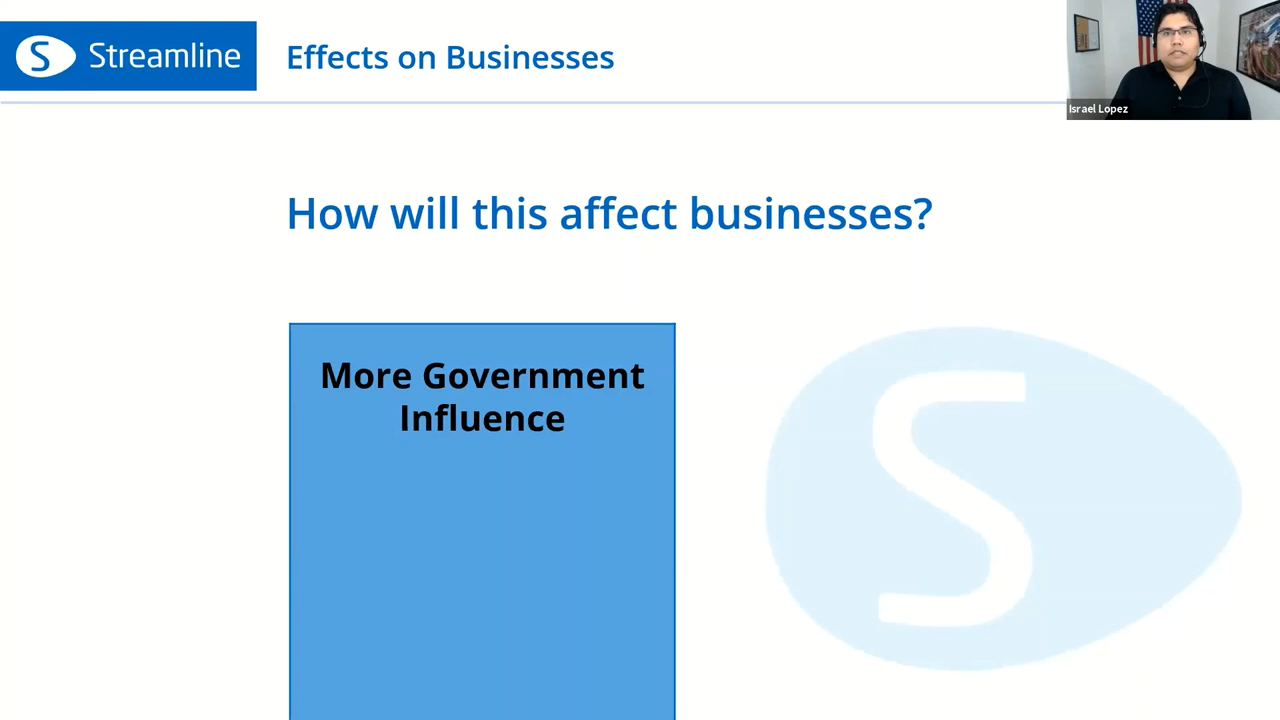 Streamline
Effects on Businesses
Israel Lopez
How will this affect businesses?
More Government
Influence
S